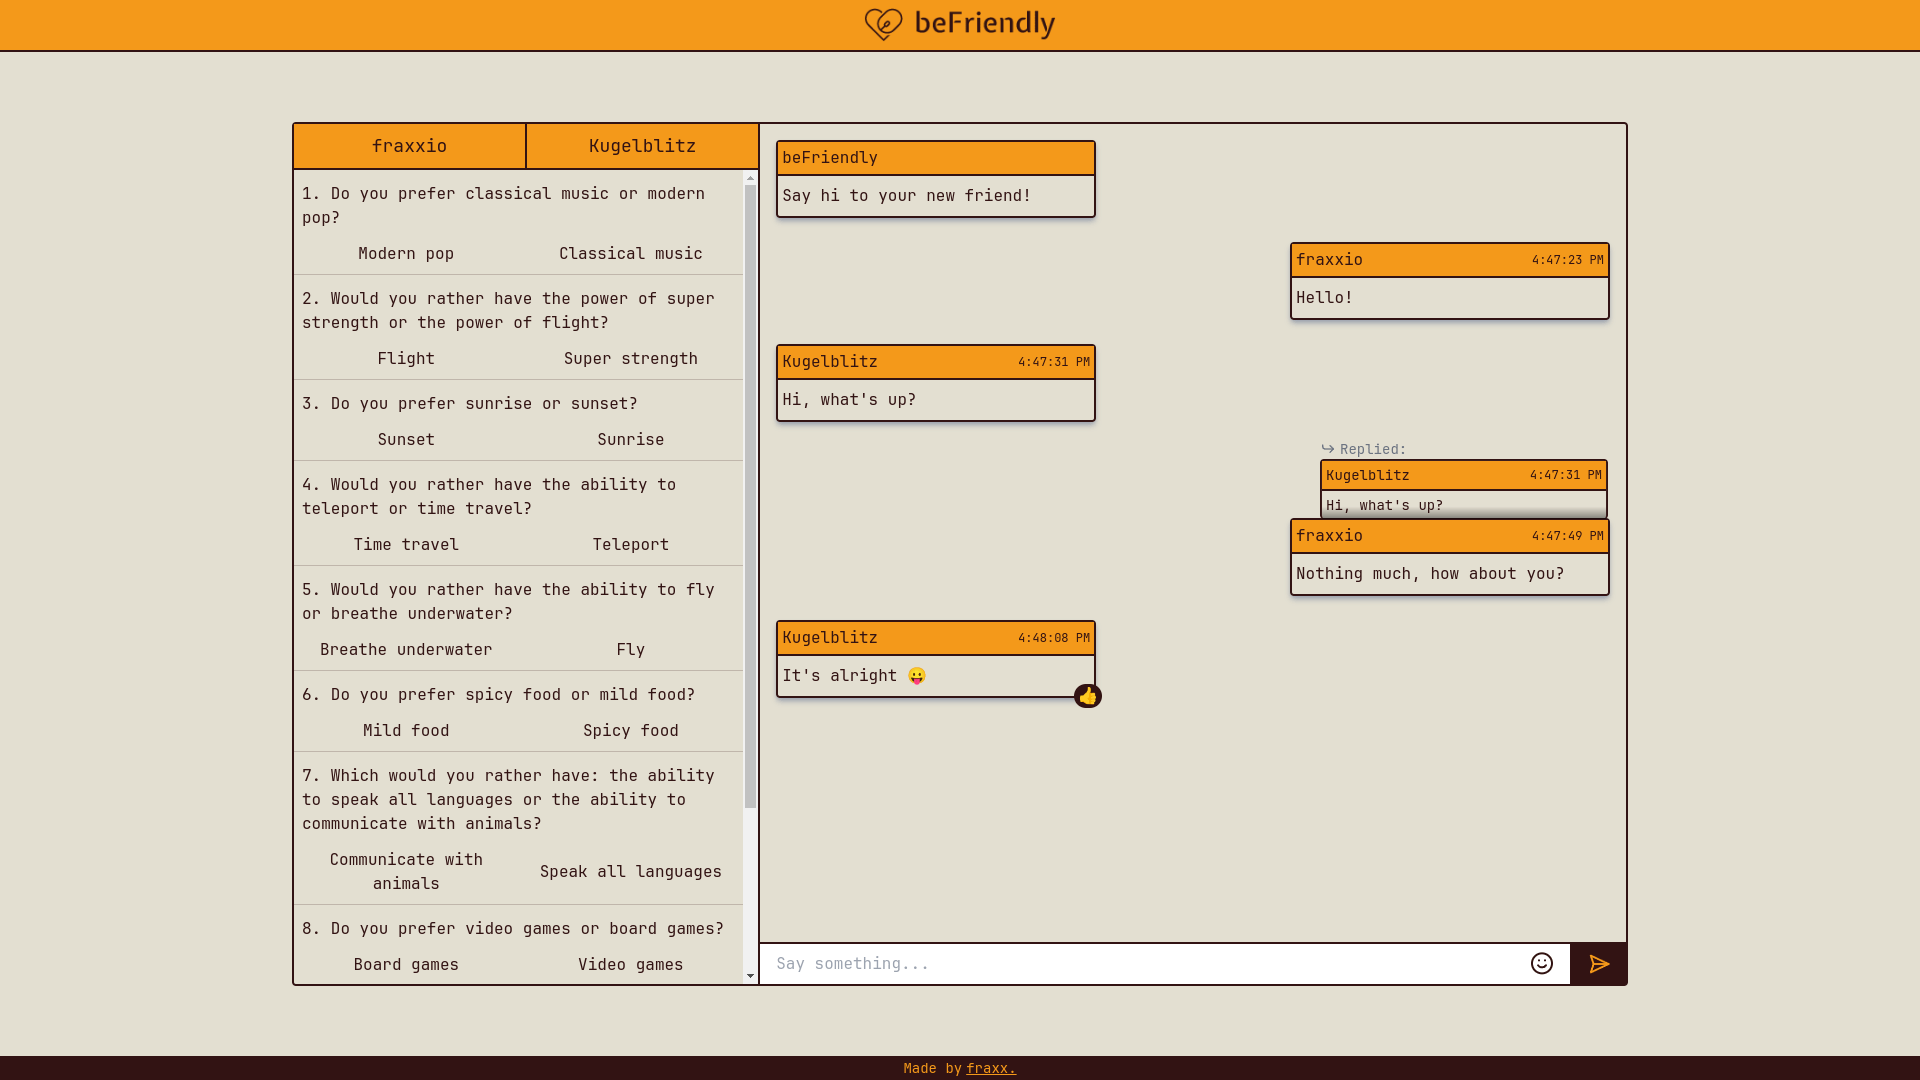 beFriendly
fraxxio
Kugelblitz
1. Do you prefer classical music or modern
pop?
Modern pop
Classical music
2. Would you rather have the power of super
strength or the power of flight?
Flight
Super strength
3. Do you prefer sunrise or sunset?
Sunset
Sunrise
4. Would you rather have the ability to
teleport or time travel?
Time travel
Teleport
5. Would you rather have the ability to fly
or breathe underwater?
Breathe underwater
Fly
6. Do you prefer spicy food or mild food?
Mild food
Spicy food
7. Which would you rather have: the ability
to speak all languages or the ability to
communicate with animals?
Communicate with
animals
Speak all languages
8. Do you prefer video games or board games?
Board games
Video games
beFriendly
Say hi to your new friend!
fraxxio 4:47:23 PM
Hello!
Kugelblitz 4:47:31 PM
Hi, what's up?
Replied:
Kugelblitz 4:47:31 PM
Hi, what's up?
fraxxio 4:47:49 PM
Nothing much, how about you?
Kugelblitz 4:48:08 PM
It's alright 😛
👍
Say something...
Made by fraxx.